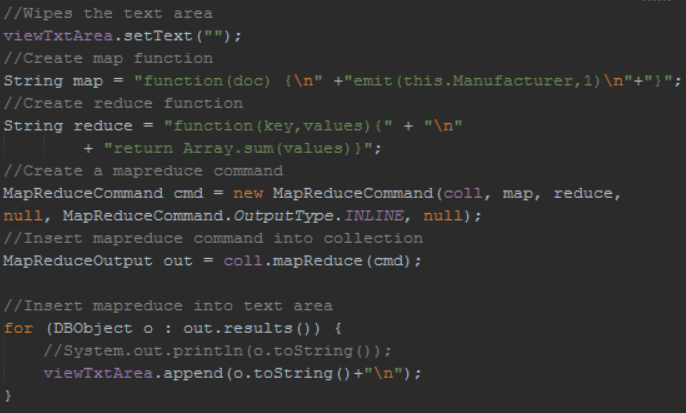 //Wipes the text area
viewTxtArea.setText("");
//Create map function
String map = "function(doc) {\n" +"emit(this.Manufacturer,1)\n"+"}";
//Create reduce function
String reduce = "function(key,values){" + "\n"
+ "return Array.sum(values)}";
//Create a mapreduce command
MapReduceCommand cmd = new MapReduceCommand(coll, map, reduce,
null, MapReduceCommand.OutputType.INLINE, null);
//Insert mapreduce command into collection
MapReduceOutput out = coll.mapReduce(cmd);
//Insert mapreduce into text area
for (DBObject o : out.results()) {
//System.out.println(o.toString());
viewTxtArea.append(o.toString()+"\n");
}